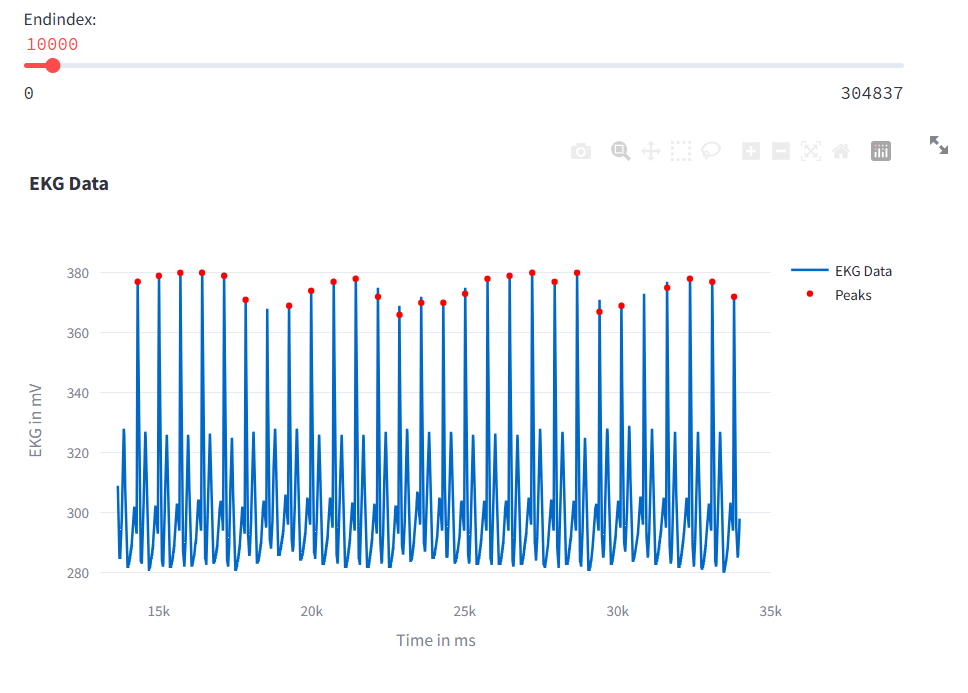 Endindex:
10000
0 304837
EKG Data
380
360
340
320
300
280
EKG in mV
15k 20k 25k 30k 35k
Time in ms
EKG Data
Peaks